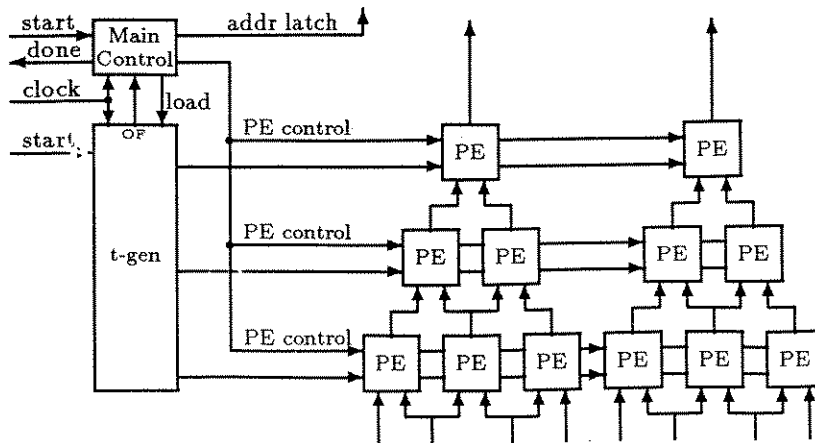 start
Main
Control
addr latch
done
clock
load
start
OF
PE control
PE
PE
t-gen
PE control
PE
PE
PE
PE
PE control
PE
PE
PE
PE
PE
PE